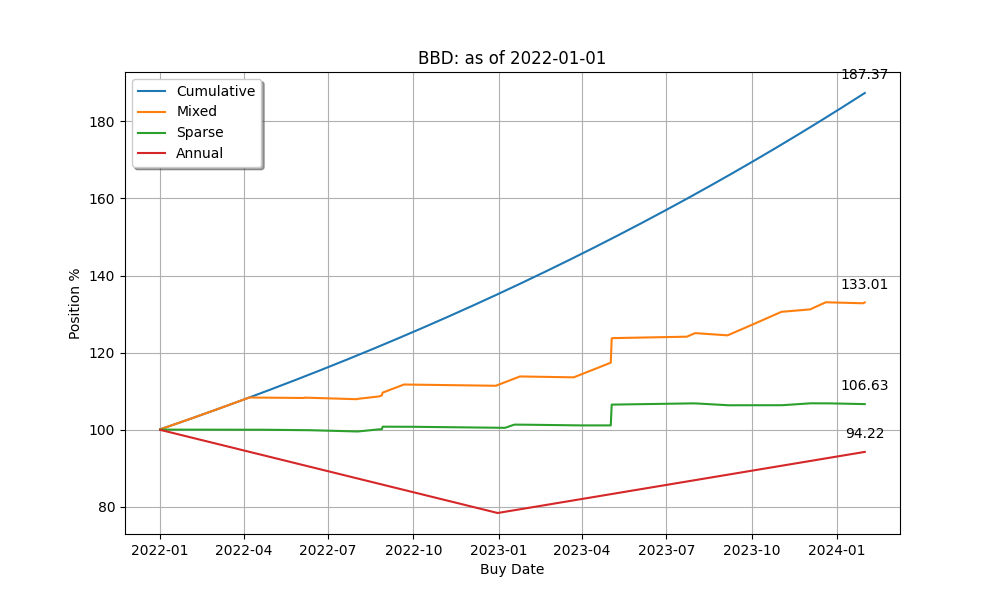 BBD: as of 2022-01-01
187.37
Cumulative
Mixed
Sparse
Annual
180
160
140
120
100
80
133.01
106.63
94.22
Position %
2022-01 2022-04 2022-07 2022-10 2023-01 2023-04 2023-07 2023-10 2024-01
Buy Date